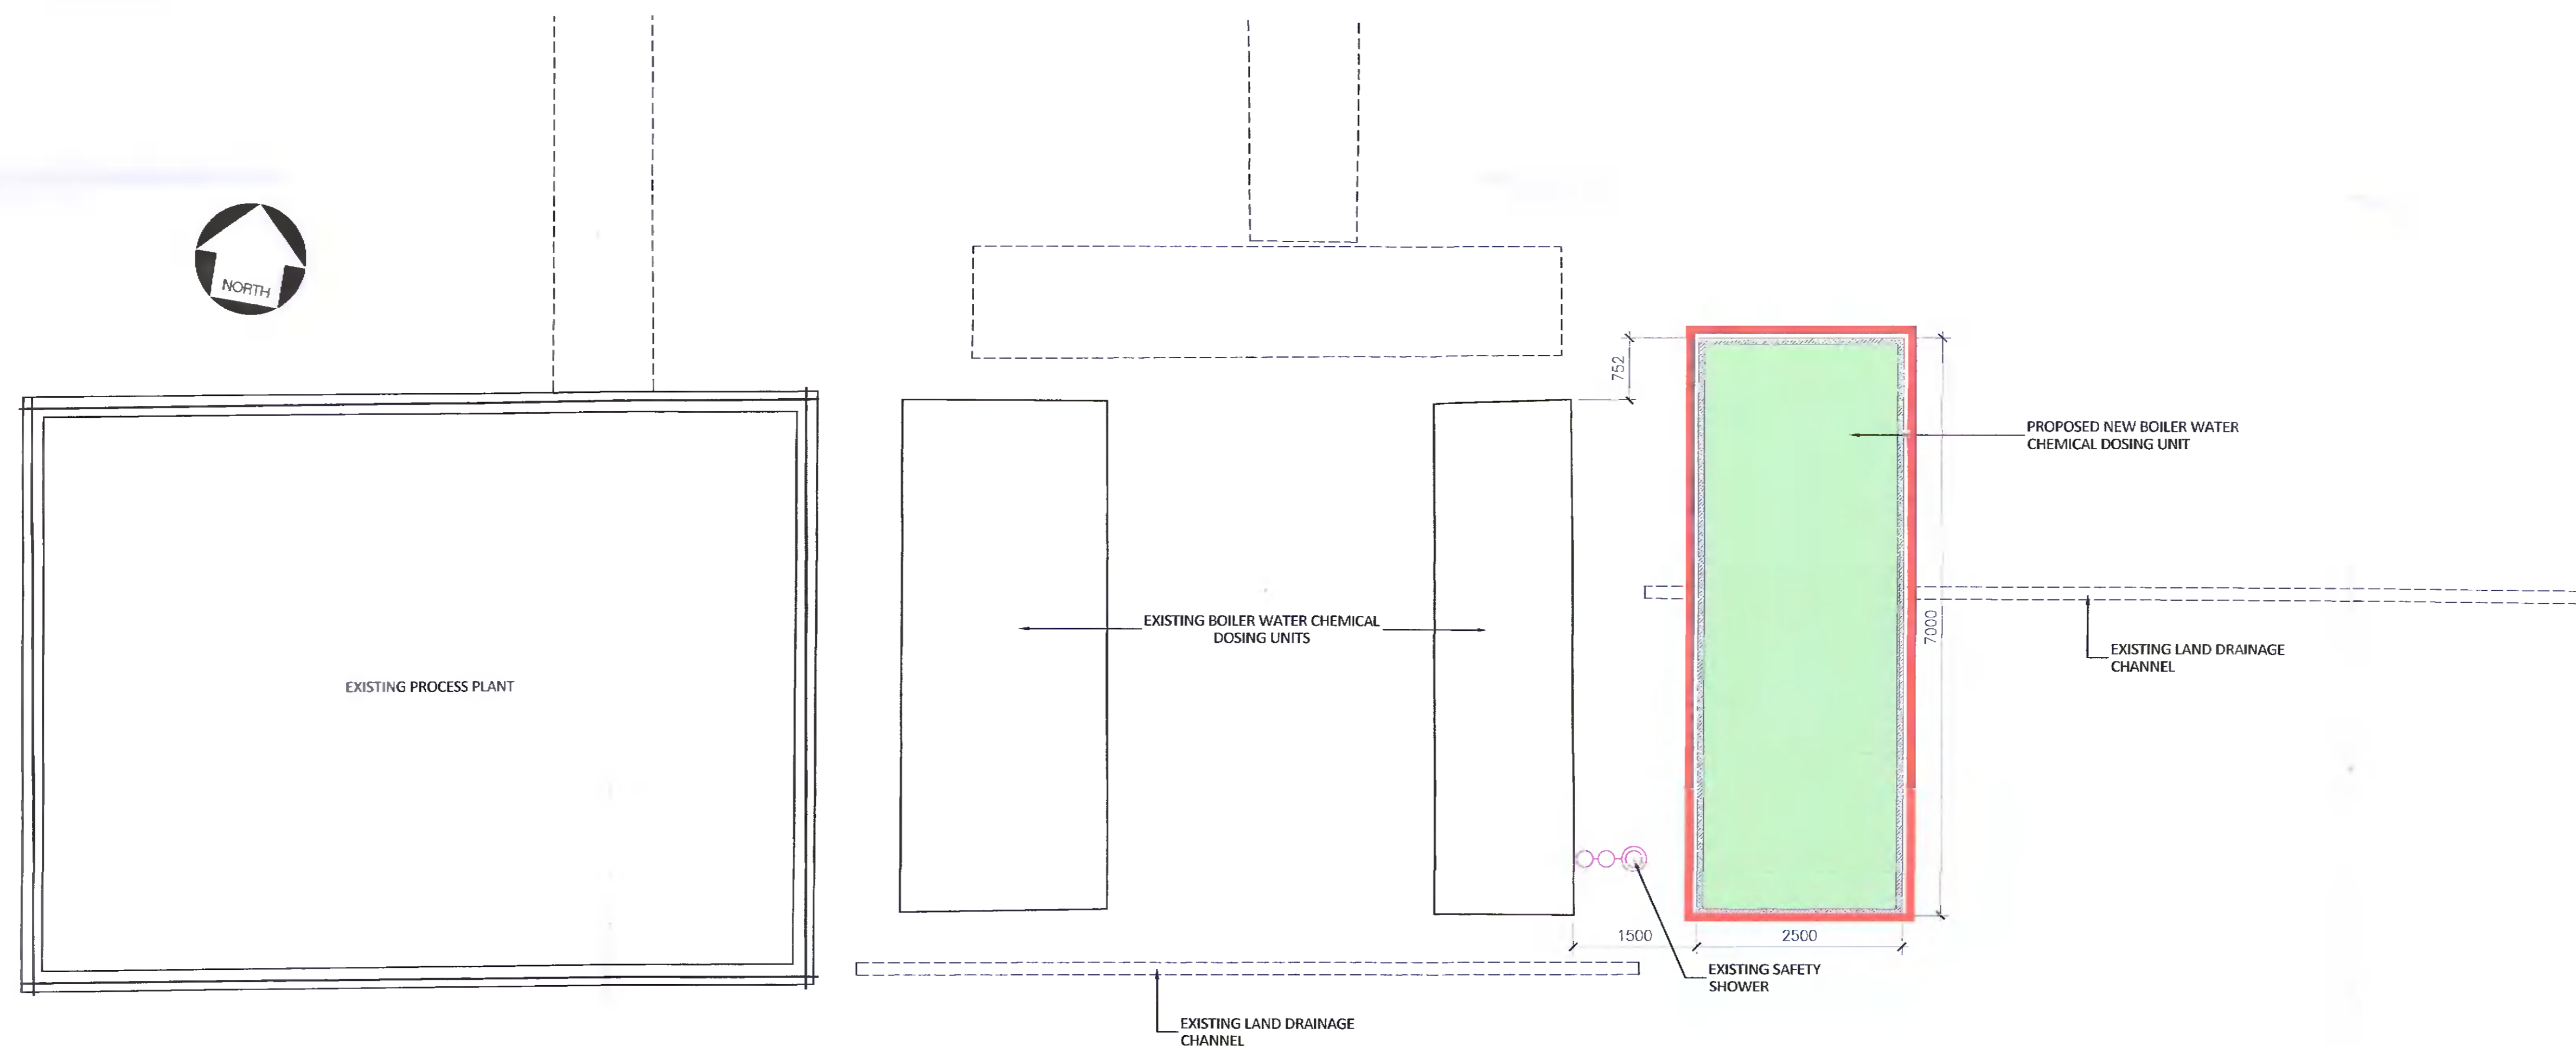 NORTH
752
PROPOSED NEW BOILER WATER
CHEMICAL DOSING UNIT
EXISTING BOILER WATER CHEMICAL
DOSING UNITS
7000
EXISTING LAND DRAINAGE
CHANNEL
EXISTING PROCESS PLANT
1500
2500
EXISTING SAFETY
SHOWER
EXISTING LAND DRAINAGE
CHANNEL